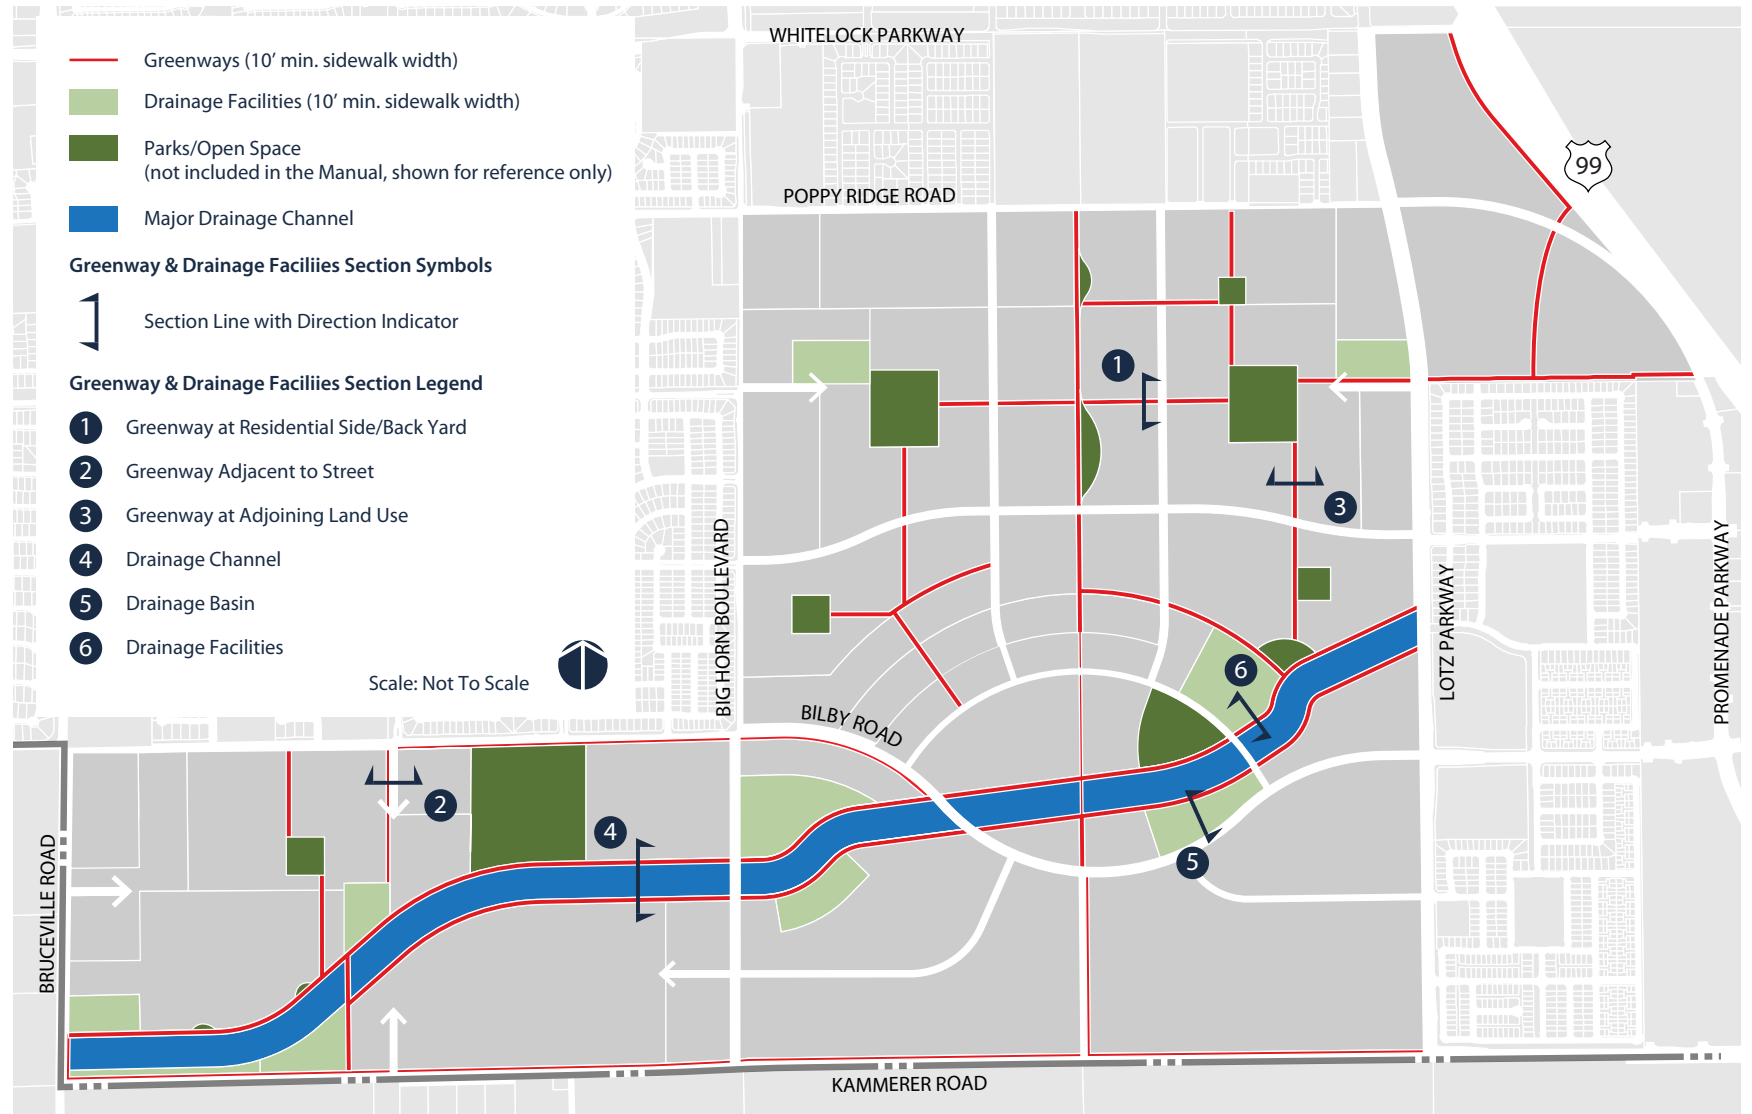 Greenways (10’ min. sidewalk width)
Drainage Facilities (10’ min. sidewalk width)
Parks/Open Space
(not included in the Manual, shown for reference only)
Major Drainage Channel
Greenway & Drainage Faciliies Section Symbols
Section Line with Direction Indicator
Greenway & Drainage Faciliies Section Legend
1 Greenway at Residential Side/Back Yard
2 Greenway Adjacent to Street
3 Greenway at Adjoining Land Use
4 Drainage Channel
5 Drainage Basin
6 Drainage Facilities
Scale: Not To Scale
WHITELOCK PARKWAY
99
POPPY RIDGE ROAD
1
3
BIG HORN BOULEVARD
LOTZ PARKWAY
PROMENADE PARKWAY
6
BILBY ROAD
2
4
5
BRUCEVILLE ROAD
KAMMERER ROAD